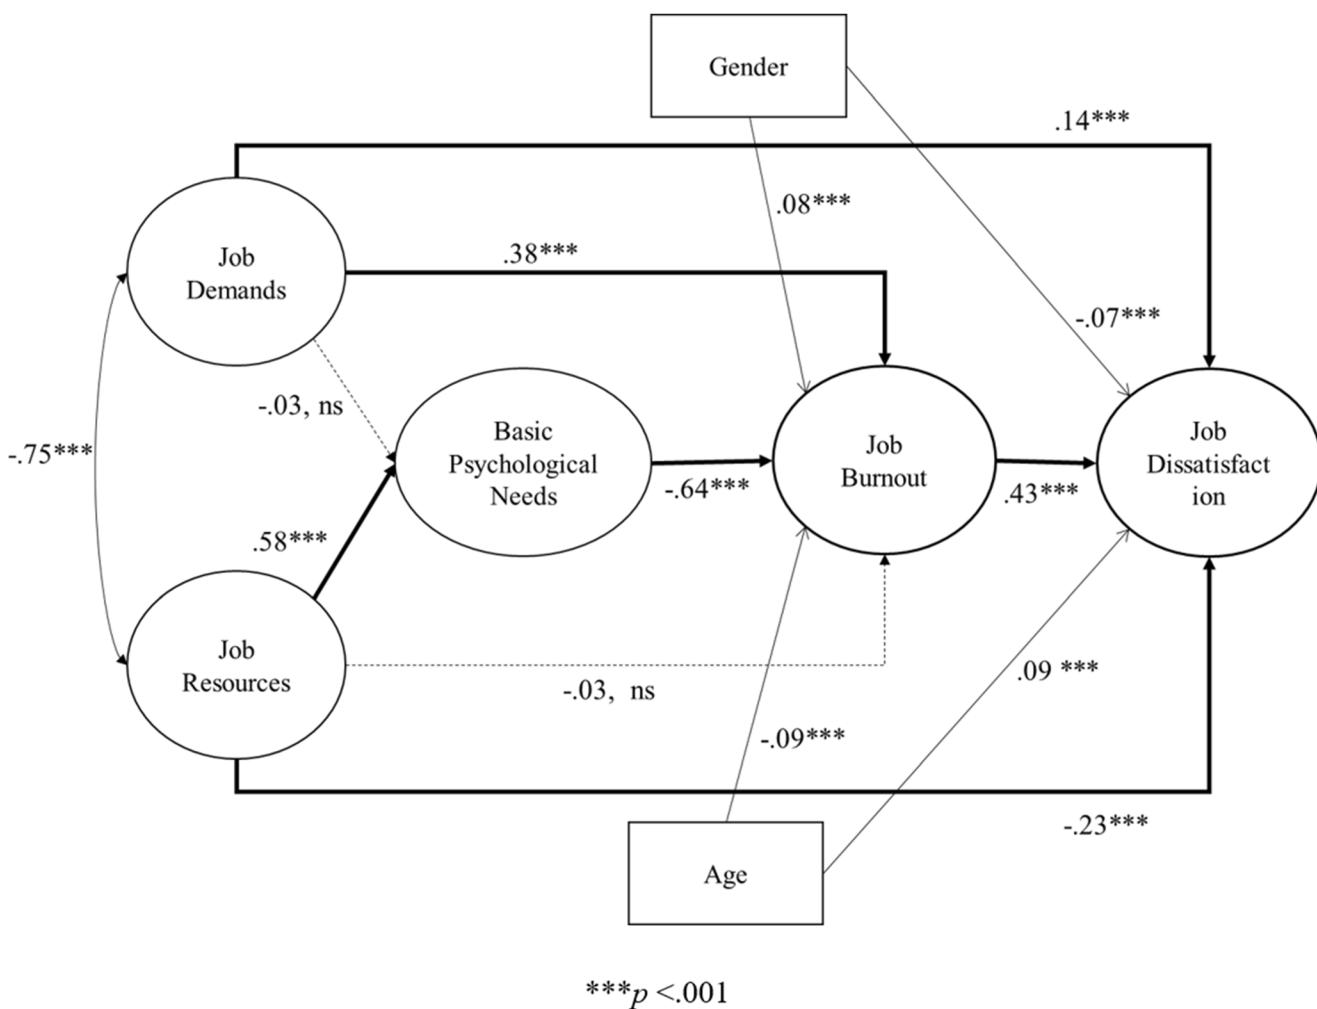 Gender
.14***
.08***
Job
Demands
.38***
-.07***
-.03, ns
Basic
Psychological
Needs
Job
Burnout
Job
Dissatisfact
ion
-.75***
-.64***
.43***
.58***
Job
Resources
-.03, ns
.09 ***
-.09***
-.23***
Age
***p <.001